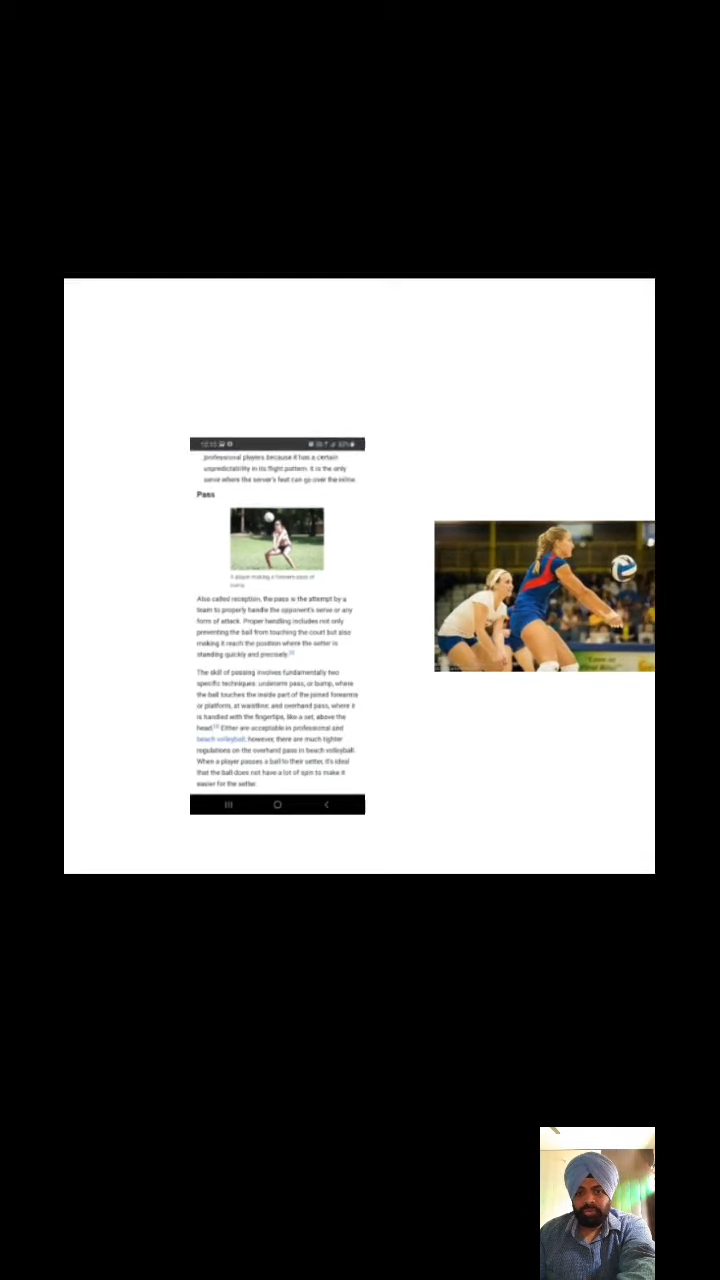 12:15
professional players because it has a certain
unpredictability in its flight pattern. It is the only
serve where the server's feet can go over the inline.
Pass
A player making a forearm pass or
bump
Also called reception, the pass is the attempt by a
team to properly handle the opponent's serve or any
form of attack. Proper handling includes not only
preventing the ball from touching the court but also
making it reach the position where the setter is
standing quickly and precisely.
The skill of passing involves fundamentally two
specific techniques: underarm pass, or bump, where
the ball touches the inside part of the joined forearms
or platform, at waistline; and overhand pass, where it
is handled with the fingertips, like a set, above the
head. Either are acceptable in professional and
beach volleyball; however, there are much tighter
regulations on the overhand pass in beach volleyball.
When a player passes a ball to their setter, it's ideal
that the ball does not have a lot of spin to make it
easier for the setter.